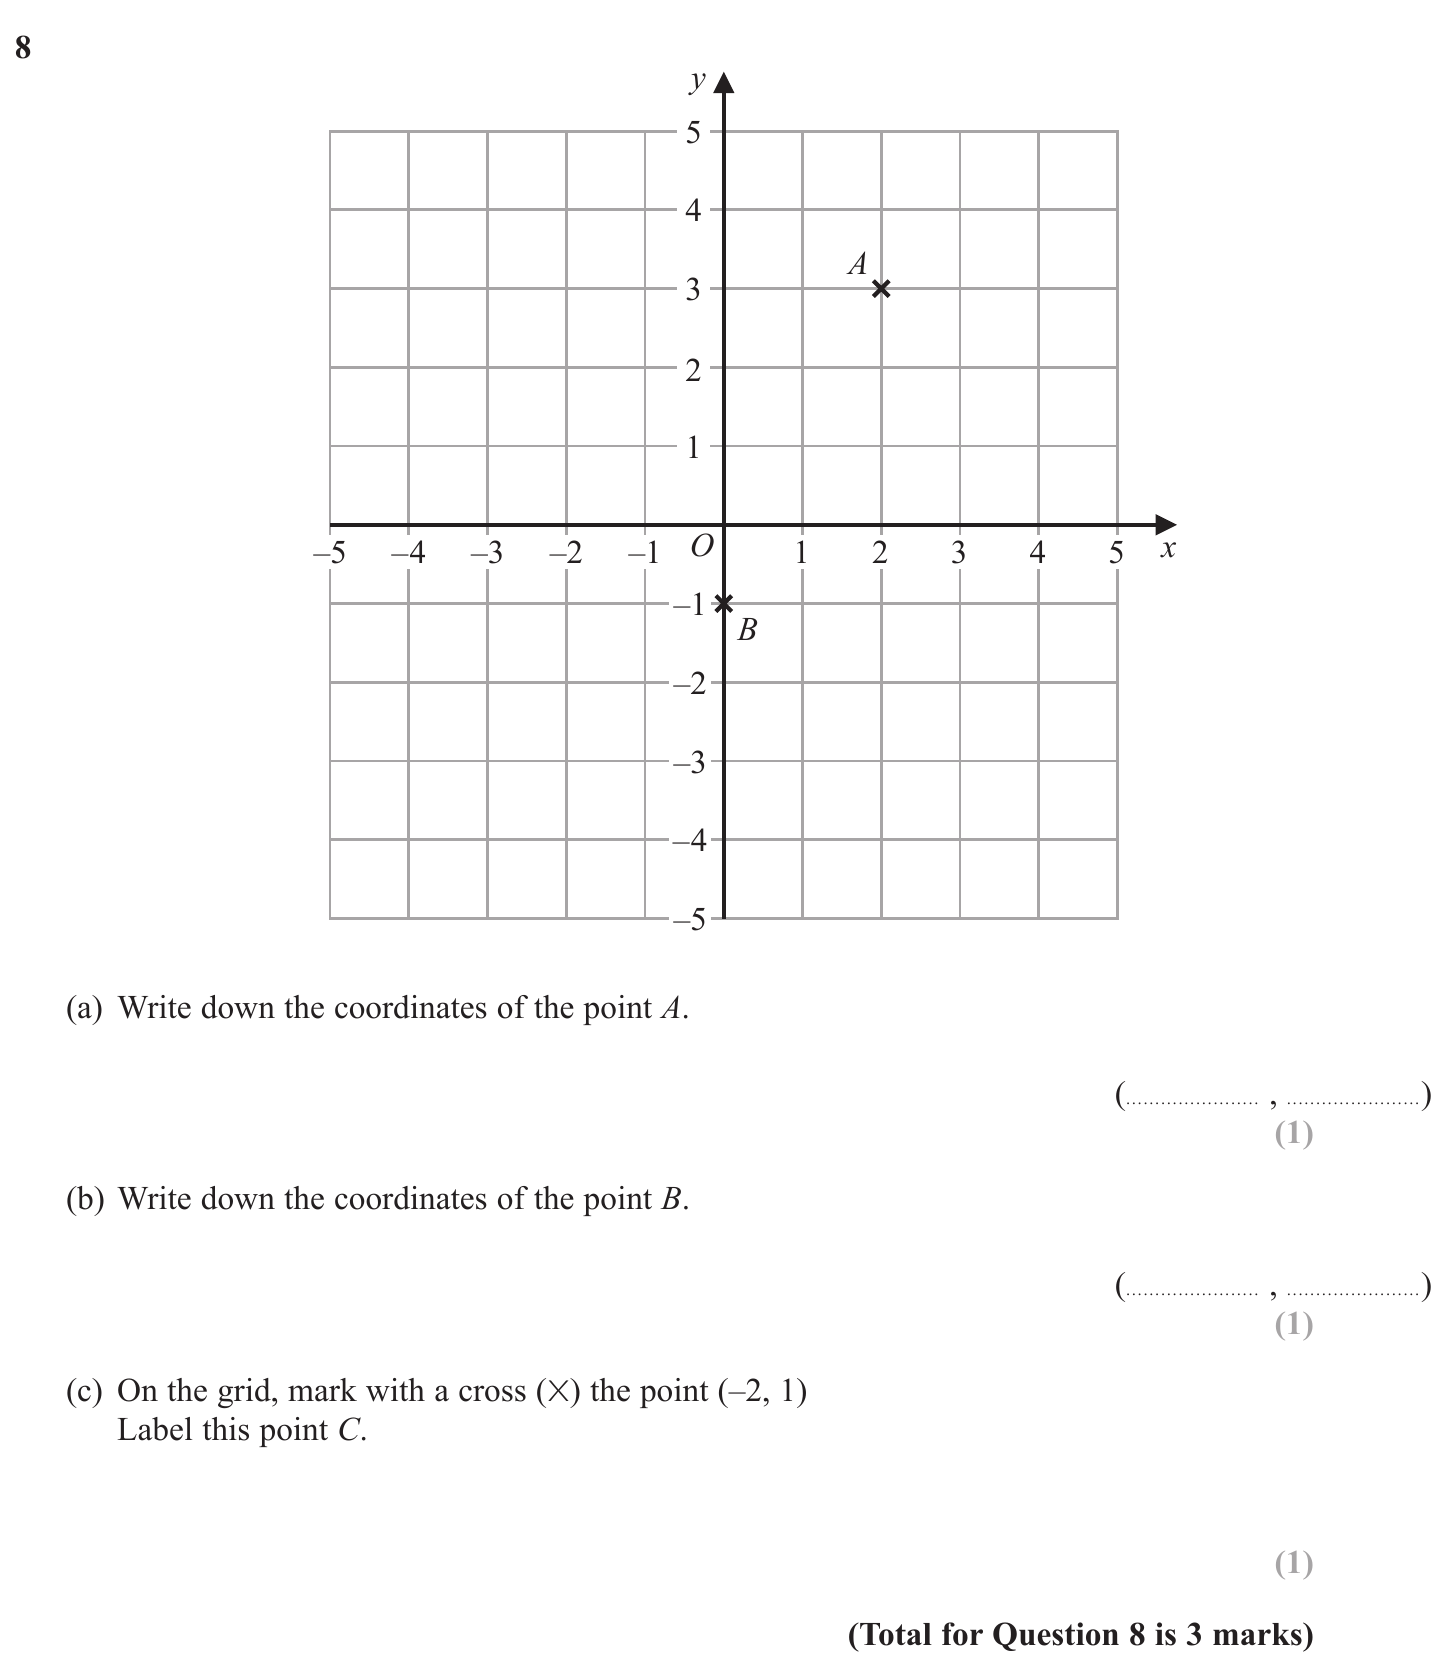 8
y
5
4
A
3
2
1
–5 –4 –3 –2 –1 O 1 2 3 4 5 x
–1
B
–2
–3
–4
–5
(a) Write down the coordinates of the point A.
(....................... , .......................)
(1)
(b) Write down the coordinates of the point B.
(....................... , .......................)
(1)
(c) On the grid, mark with a cross (×) the point (–2, 1)
Label this point C.
(1)
(Total for Question 8 is 3 marks)